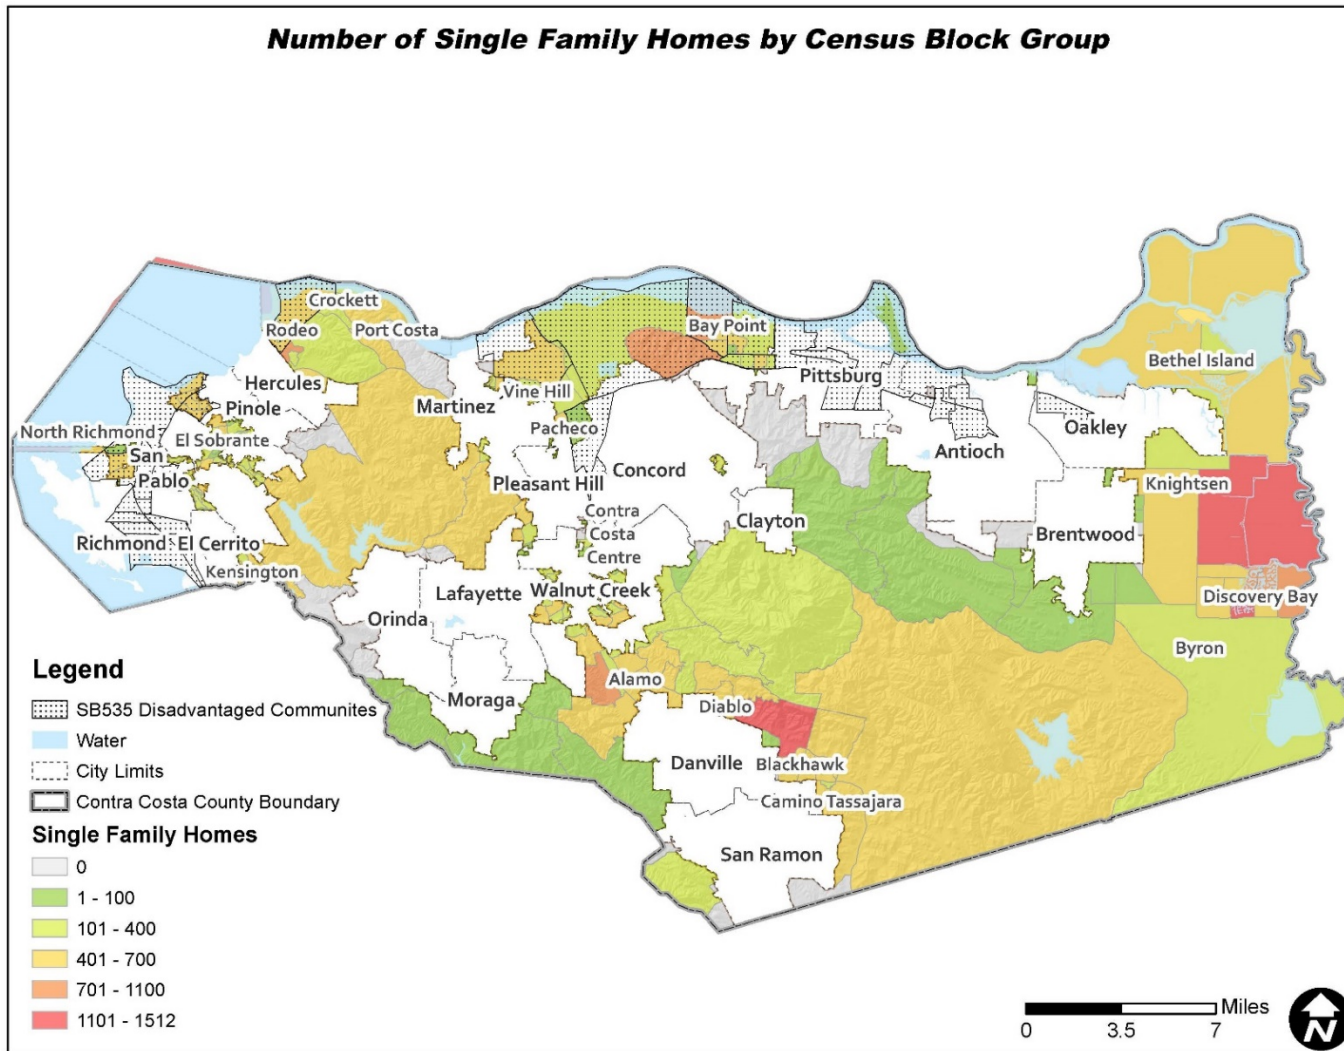 Number of Single Family Homes by Census Block Group
Crockett
Rodeo
Port Costa
Bay Point
Bethel Island
Hercules
Vine Hill
Pittsburg
Pinole
Martinez
North Richmond
El Sobrante
Pacheco
Oakley
San
Pablo
Concord
Antioch
Pleasant Hill
Knightsen
Contra
Costa
Centre
Clayton
Brentwood
Richmond
El Cerrito
Kensington
Lafayette
Walnut Creek
Discovery Bay
Orinda
Byron
Alamo
Moraga
Diablo
Danville
Blackhawk
Camino Tassajara
San Ramon
Legend
SB535 Disadvantaged Communites
Water
City Limits
Contra Costa County Boundary
Single Family Homes
0
1 - 100
101 - 400
401 - 700
701 - 1100
1101 - 1512
Miles
0 3.5 7
N